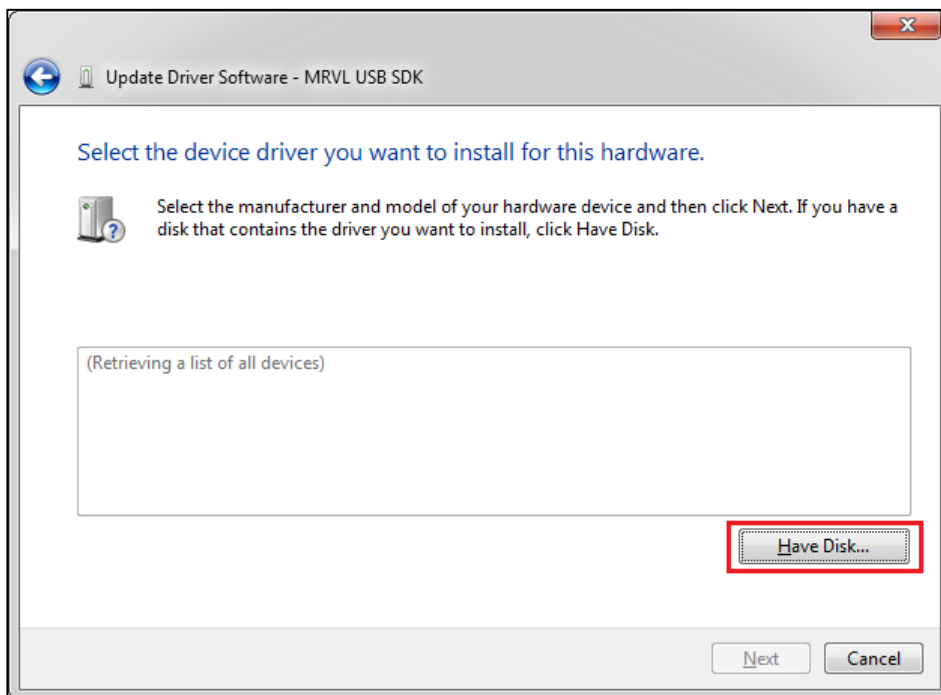 Update Driver Software - MRVL USB SDK
Select the device driver you want to install for this hardware.
Select the manufacturer and model of your hardware device and then click Next. If you have a
disk that contains the driver you want to install, click Have Disk.
(Retrieving a list of all devices)
Have Disk...
Next
Cancel